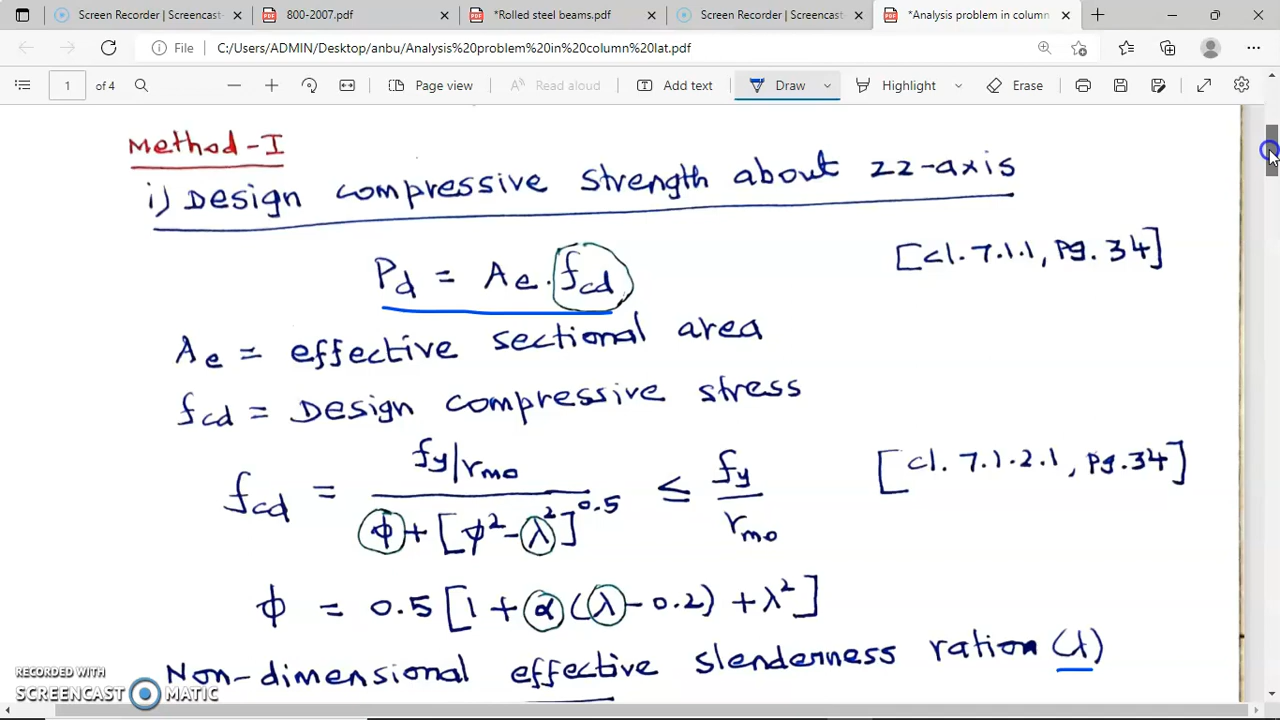 Screen Recorder | Screencast-
800-2007.pdf
*Rolled steel beams.pdf
Screen Recorder | Screencast-
*Analysis problem in column
File
C:/Users/ADMIN/Desktop/anbu/Analysis%20problem%20in%20column%20lat.pdf
1 of 4
Page view
Read aloud
Add text
Draw
Highlight
Erase
Method-I
i) Design compressive strength about zz-axis
Pd = Ae.fcd
[cl.7.1.1, Pg.34]
Ae = effective sectional area
fcd = Design compressive stress
fcd = fy/rmo / ϕ+[ϕ²-λ²]^0.5 ≤ fy/rmo
[cl.7.1.2.1, Pg.34]
ϕ = 0.5[1+α(λ-0.2)+λ²]
Non-dimensional effective slenderness ration (λ)
RECORDED WITH
SCREENCAST MATIC